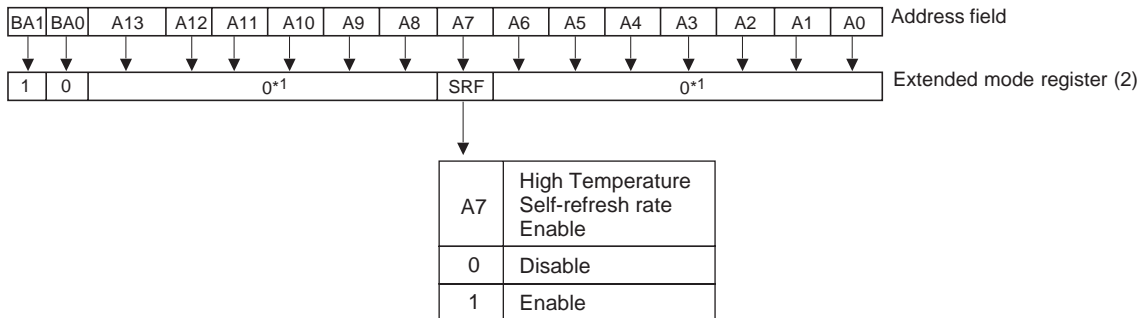 BA1 BA0 A13 A12 A11 A10 A9 A8 A7 A6 A5 A4 A3 A2 A1 A0 Address field
1 0 0*1 SRF 0*1 Extended mode register (2)
A7 High Temperature
Self-refresh rate
Enable
0 Disable
1 Enable